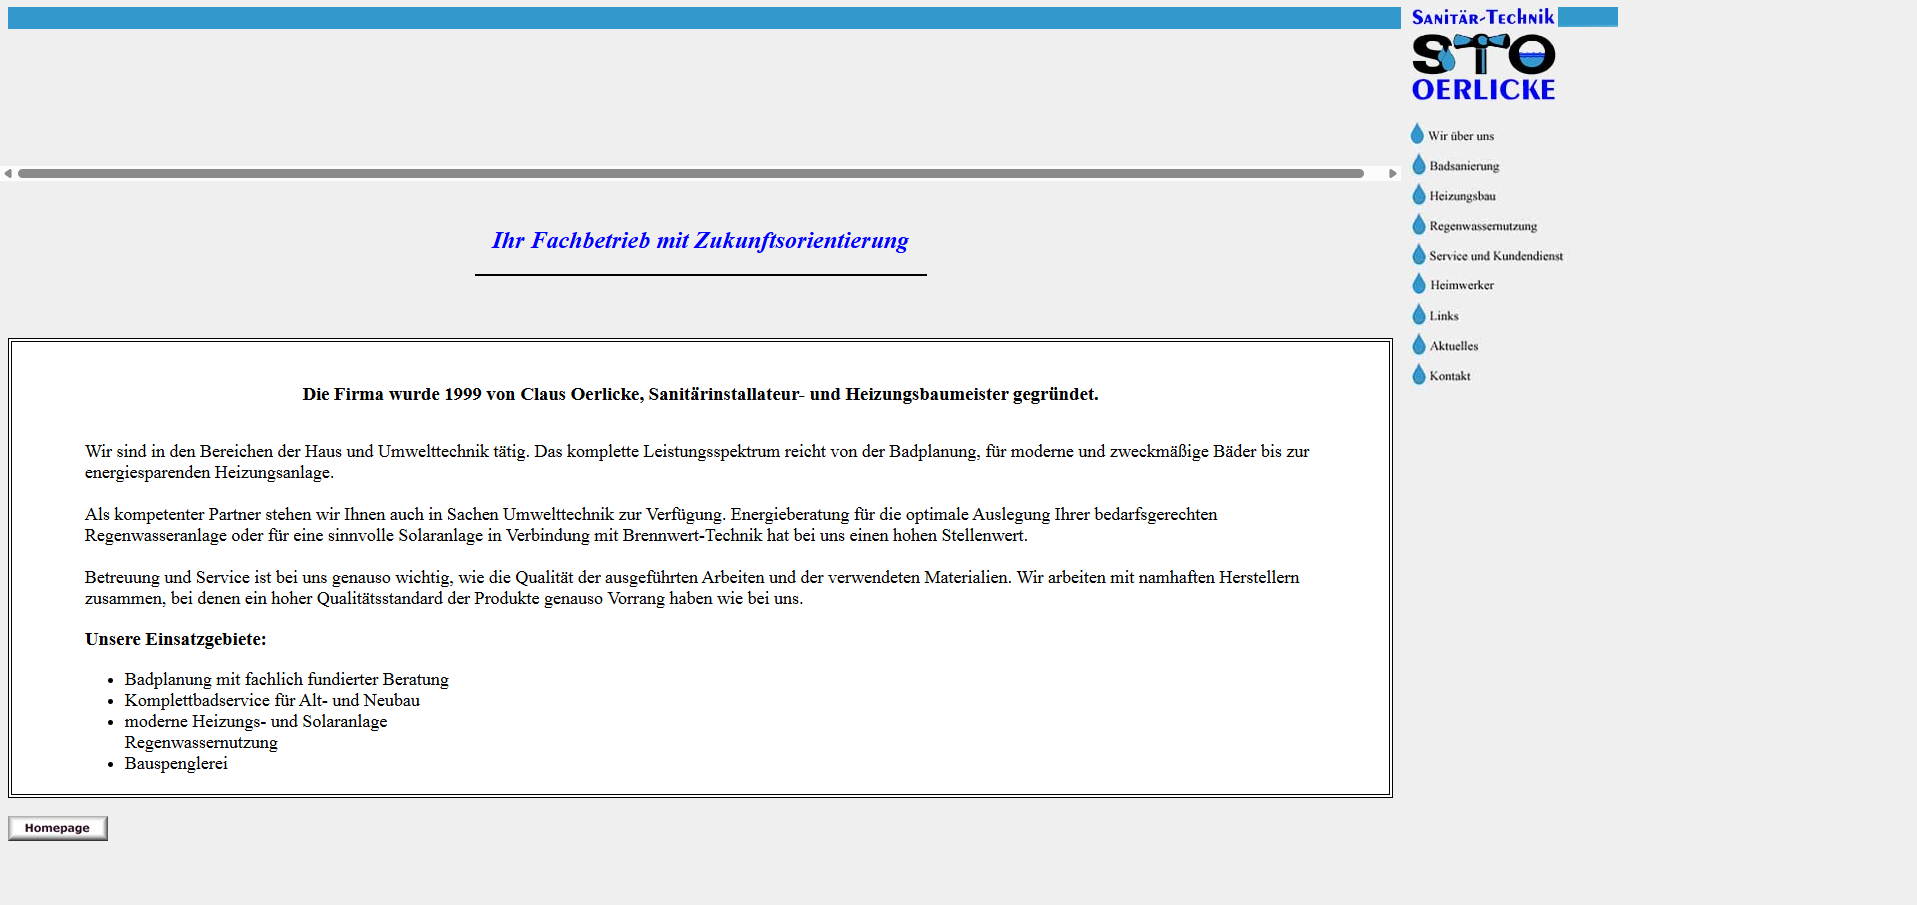 SANITÄR-TECHNIK
STO
OERLICKE
Wir über uns
Badsanierung
Heizungsbau
Regenwassernutzung
Service und Kundendienst
Heimwerker
Links
Aktuelles
Kontakt
Ihr Fachbetrieb mit Zukunftsorientierung
Die Firma wurde 1999 von Claus Oerlicke, Sanitärinstallateur- und Heizungsbaumeister gegründet.
Wir sind in den Bereichen der Haus und Umwelttechnik tätig. Das komplette Leistungsspektrum reicht von der Badplanung, für moderne und zweckmäßige Bäder bis zur
energiesparenden Heizungsanlage.
Als kompetenter Partner stehen wir Ihnen auch in Sachen Umwelttechnik zur Verfügung. Energieberatung für die optimale Auslegung Ihrer bedarfsgerechten
Regenwasseranlage oder für eine sinnvolle Solaranlage in Verbindung mit Brennwert-Technik hat bei uns einen hohen Stellenwert.
Betreuung und Service ist bei uns genauso wichtig, wie die Qualität der ausgeführten Arbeiten und der verwendeten Materialien. Wir arbeiten mit namhaften Herstellern
zusammen, bei denen ein hoher Qualitätsstandard der Produkte genauso Vorrang haben wie bei uns.
Unsere Einsatzgebiete:
• Badplanung mit fachlich fundierter Beratung
• Komplettbadservice für Alt- und Neubau
• moderne Heizungs- und Solaranlage
Regenwassernutzung
• Bauspenglerei
Homepage